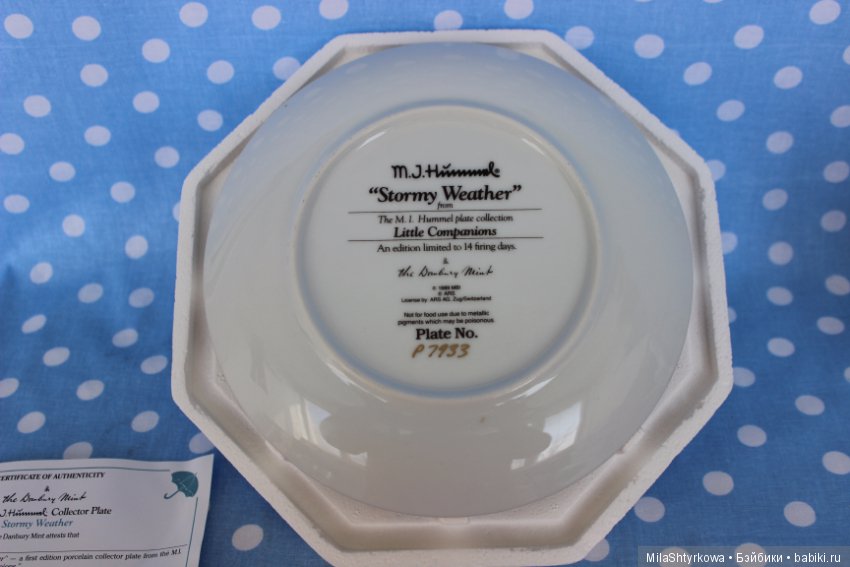 M.J.Hümmel®
“Stormy Weather”
from
The M. I. Hummel plate collection
Little Companions
An edition limited to 14 firing days.
&
the Danbury Mint
© ARS
License by: ARS AG, Zug/Switzerland
Not for food use due to metallic
pigments which may be poisonous
Plate No.
P7933
CERTIFICATE OF AUTHENTICITY
&
the Danbury Mint
Hümmel Collector Plate
Stormy Weather
Danbury Mint attests that
— a first edition porcelain collector plate from the M.I.
MilaShtyrkowa • Бэйбики • babiki.ru